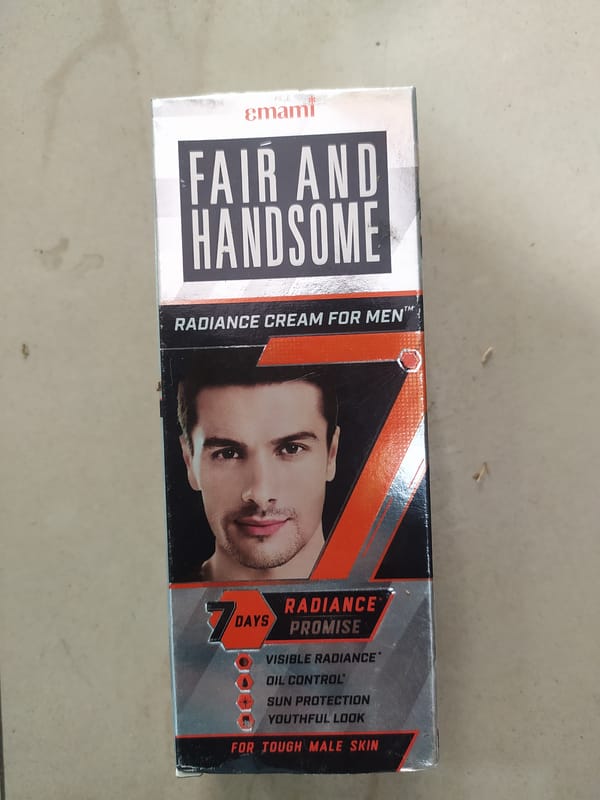 emami
FAIR AND
HANDSOME
RADIANCE CREAM FOR MEN™
7
7 DAYS
RADIANCE*
PROMISE
VISIBLE RADIANCE*
OIL CONTROL*
SUN PROTECTION
YOUTHFUL LOOK
FOR TOUGH MALE SKIN